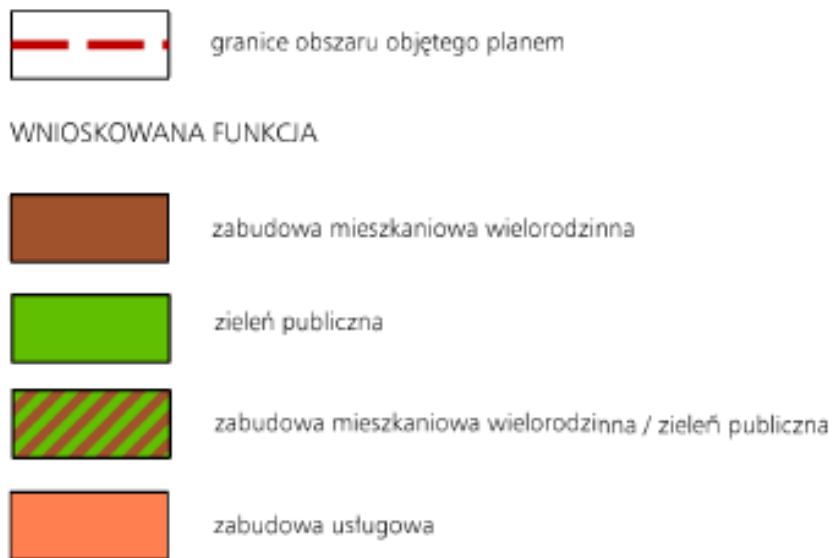 granice obszaru objętego planem
WNIOSKOWANA FUNKCJA
zabudowa mieszkaniowa wielorodzinna
zieleń publiczna
zabudowa mieszkaniowa wielorodzinna / zieleń publiczna
zabudowa usługowa